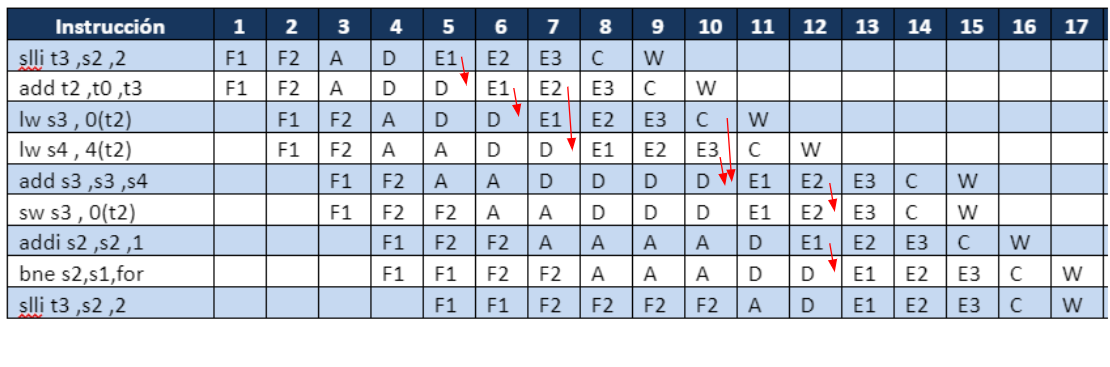 Instrucción 1 2 3 4 5 6 7 8 9 10 11 12 13 14 15 16 17
slli t3 ,s2 ,2 F1 F2 A D E1 E2 E3 C W
add t2 ,t0 ,t3 F1 F2 A D D E1 E2 E3 C W
lw s3 , 0(t2) F1 F2 A D D E1 E2 E3 C W
lw s4 , 4(t2) F1 F2 A A D D E1 E2 E3 C W
add s3 ,s3 ,s4 F1 F2 A A D D D D E1 E2 E3 C W
sw s3 , 0(t2) F1 F2 F2 A A D D D E1 E2 E3 C W
addi s2 ,s2 ,1 F1 F2 F2 A A A A D E1 E2 E3 C W
bne s2,s1,for F1 F1 F2 F2 A A A D D E1 E2 E3 C W
slli t3 ,s2 ,2 F1 F1 F2 F2 F2 F2 A D E1 E2 E3 C W